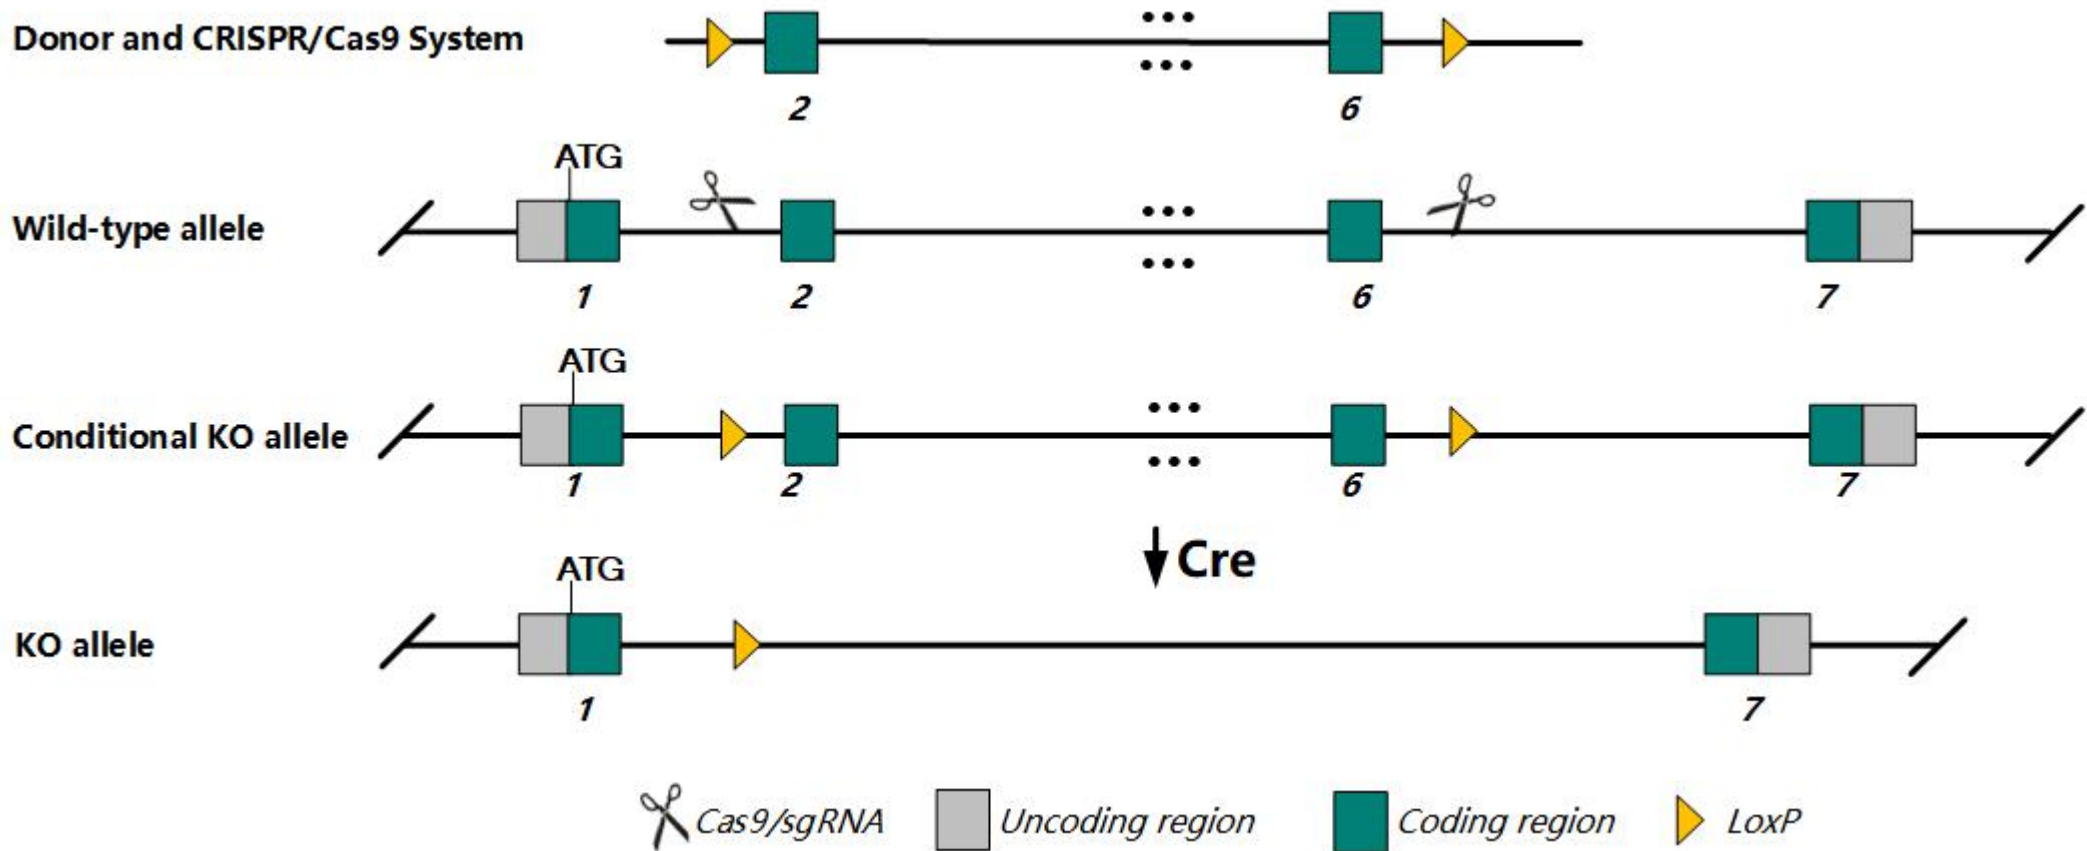 Donor and CRISPR/Cas9 System
2 6
ATG
Wild-type allele
1 2 6 7
ATG
Conditional KO allele
1 2 6 7
Cre
ATG
KO allele
1 7
Cas9/sgRNA Uncoding region Coding region LoxP